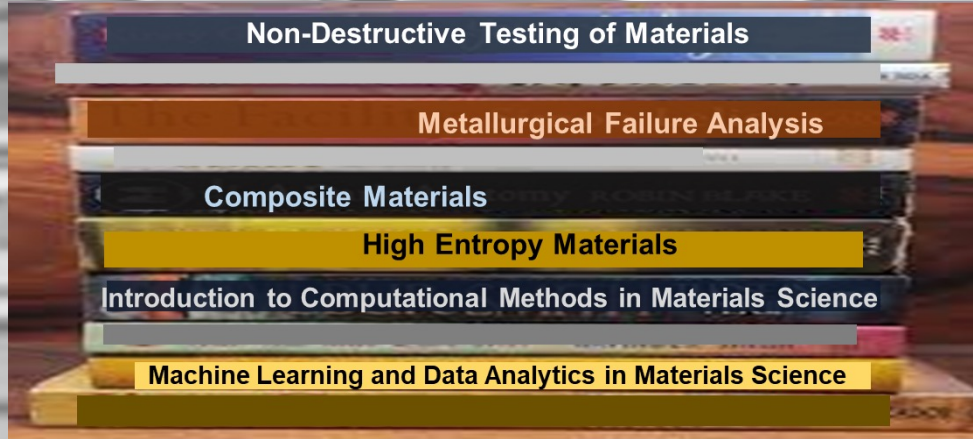 Non-Destructive Testing of Materials
Metallurgical Failure Analysis
Composite Materials
High Entropy Materials
Introduction to Computational Methods in Materials Science
Machine Learning and Data Analytics in Materials Science